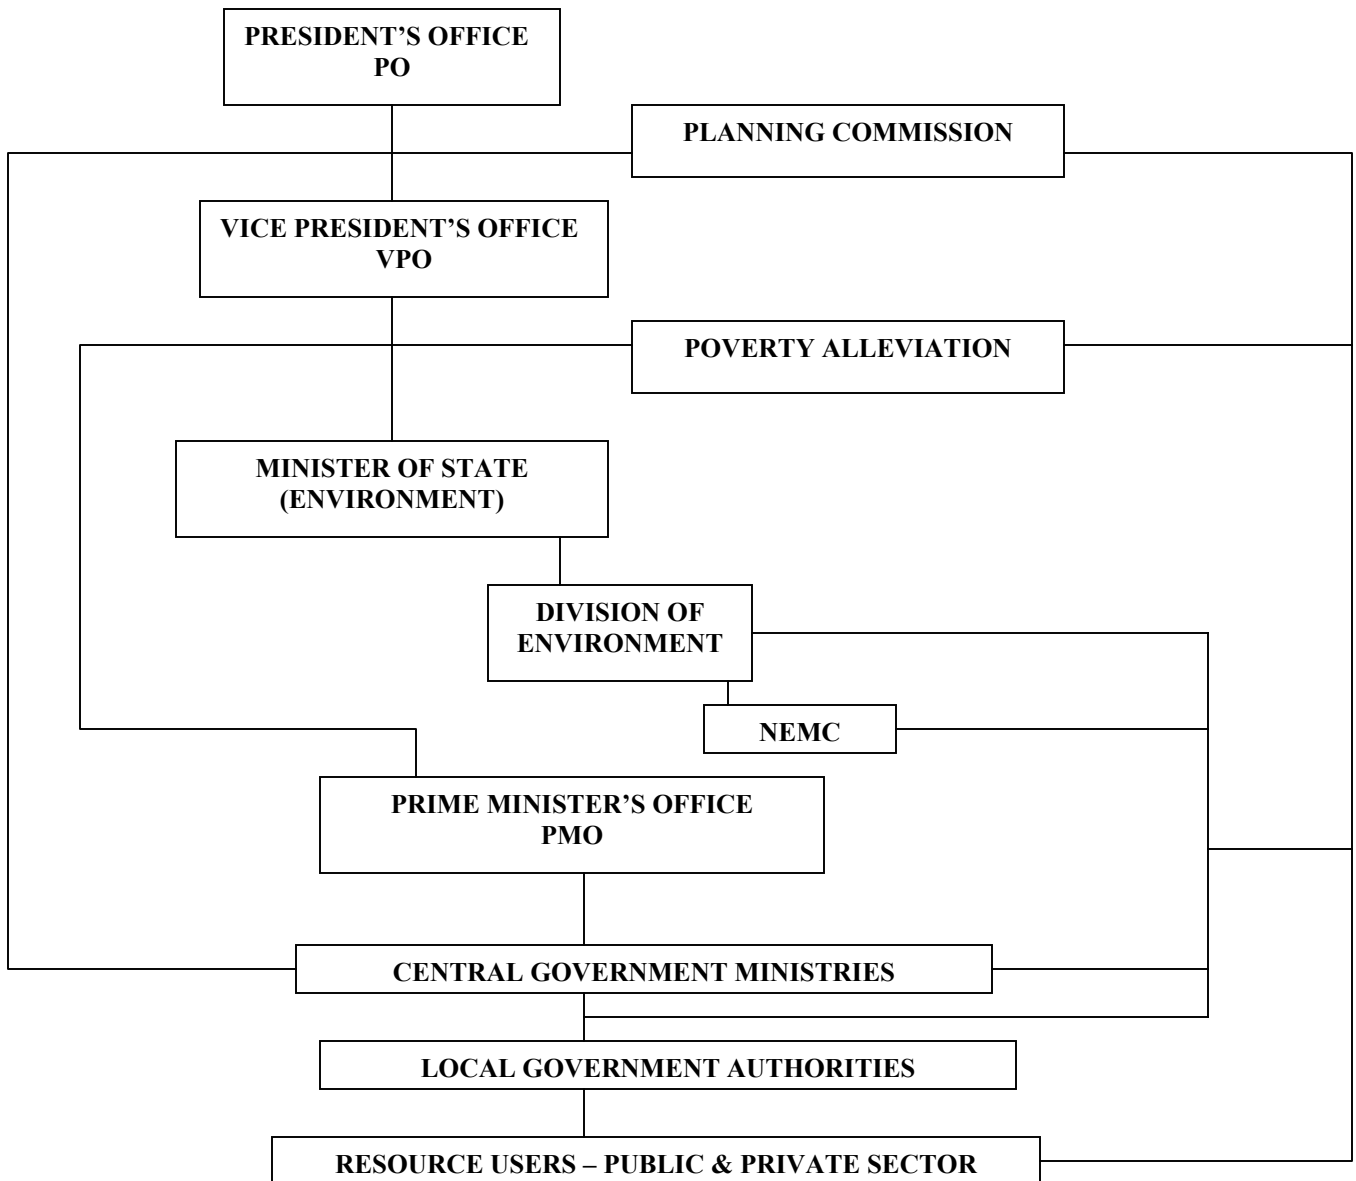 PRESIDENT’S OFFICE
PO
PLANNING COMMISSION
VICE PRESIDENT’S OFFICE
VPO
POVERTY ALLEVIATION
MINISTER OF STATE
(ENVIRONMENT)
DIVISION OF
ENVIRONMENT
NEMC
PRIME MINISTER’S OFFICE
PMO
CENTRAL GOVERNMENT MINISTRIES
LOCAL GOVERNMENT AUTHORITIES
RESOURCE USERS – PUBLIC & PRIVATE SECTOR